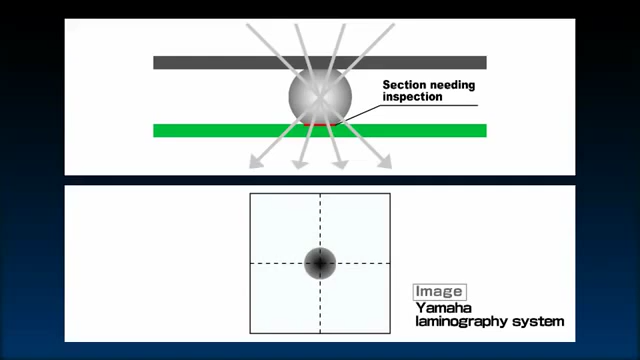 Section needing
inspection
Image
Yamaha
laminography system